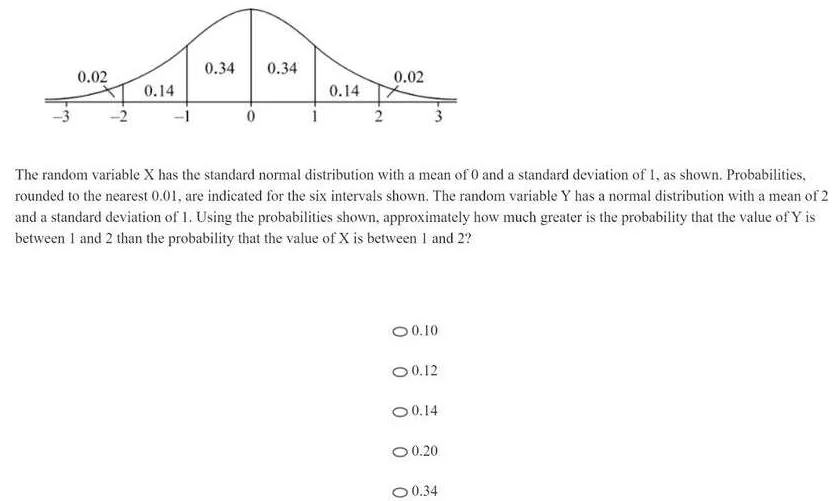 0.02 0.14 0.34 0.34 0.14 0.02
-3 -2 -1 0 1 2 3
The random variable X has the standard normal distribution with a mean of 0 and a standard deviation of 1, as shown. Probabilities,
rounded to the nearest 0.01, are indicated for the six intervals shown. The random variable Y has a normal distribution with a mean of 2
and a standard deviation of 1. Using the probabilities shown, approximately how much greater is the probability that the value of Y is
between 1 and 2 than the probability that the value of X is between 1 and 2?
0.10
0.12
0.14
0.20
0.34